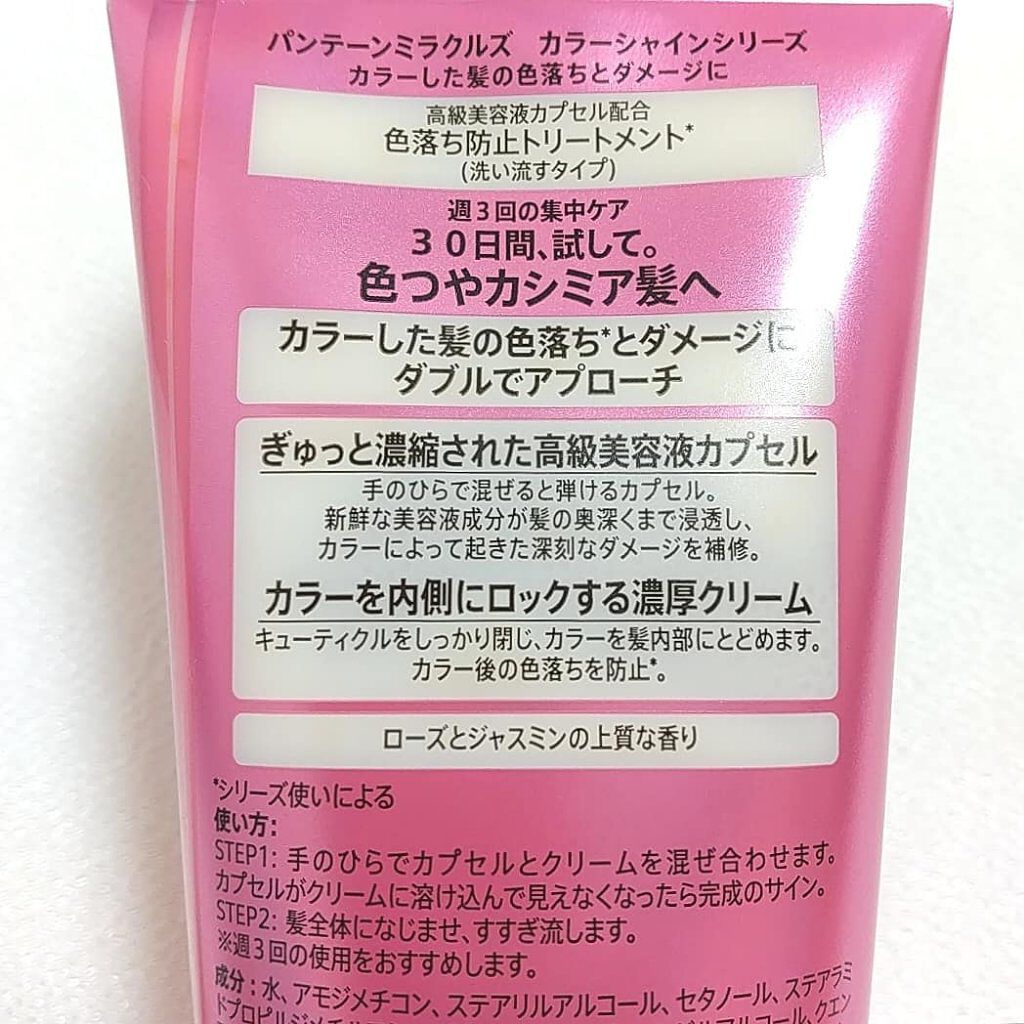 パンテーンミラクルズ カラーシャインシリーズ
カラーした髪の色落ちとダメージに
高級美容液カプセル配合
色落ち防止トリートメント*
(洗い流すタイプ)
週3回の集中ケア
30日間、試して。
色つやカシミア髪へ
カラーした髪の色落ち*とダメージに
ダブルでアプローチ
ぎゅっと濃縮された高級美容液カプセル
手のひらで混ぜると弾けるカプセル。
新鮮な美容液成分が髪の奥深くまで浸透し、
カラーによって起きた深刻なダメージを補修。
カラーを内側にロックする濃厚クリーム
キューティクルをしっかり閉じ、カラーを髪内部にとどめます。
カラー後の色落ちを防止*。
ローズとジャスミンの上質な香り
*シリーズ使いによる
使い方:
STEP1: 手のひらでカプセルとクリームを混ぜ合わせます。
カプセルがクリームに溶け込んで見えなくなったら完成のサイン。
STEP2: 髪全体になじませ、すすぎ流します。
※週3回の使用をおすすめします。
成分:水、アモジメチコン、ステアリルアルコール、セタノール、ステアラミ
ドプロピルジメチル
ルアルコール、クエン